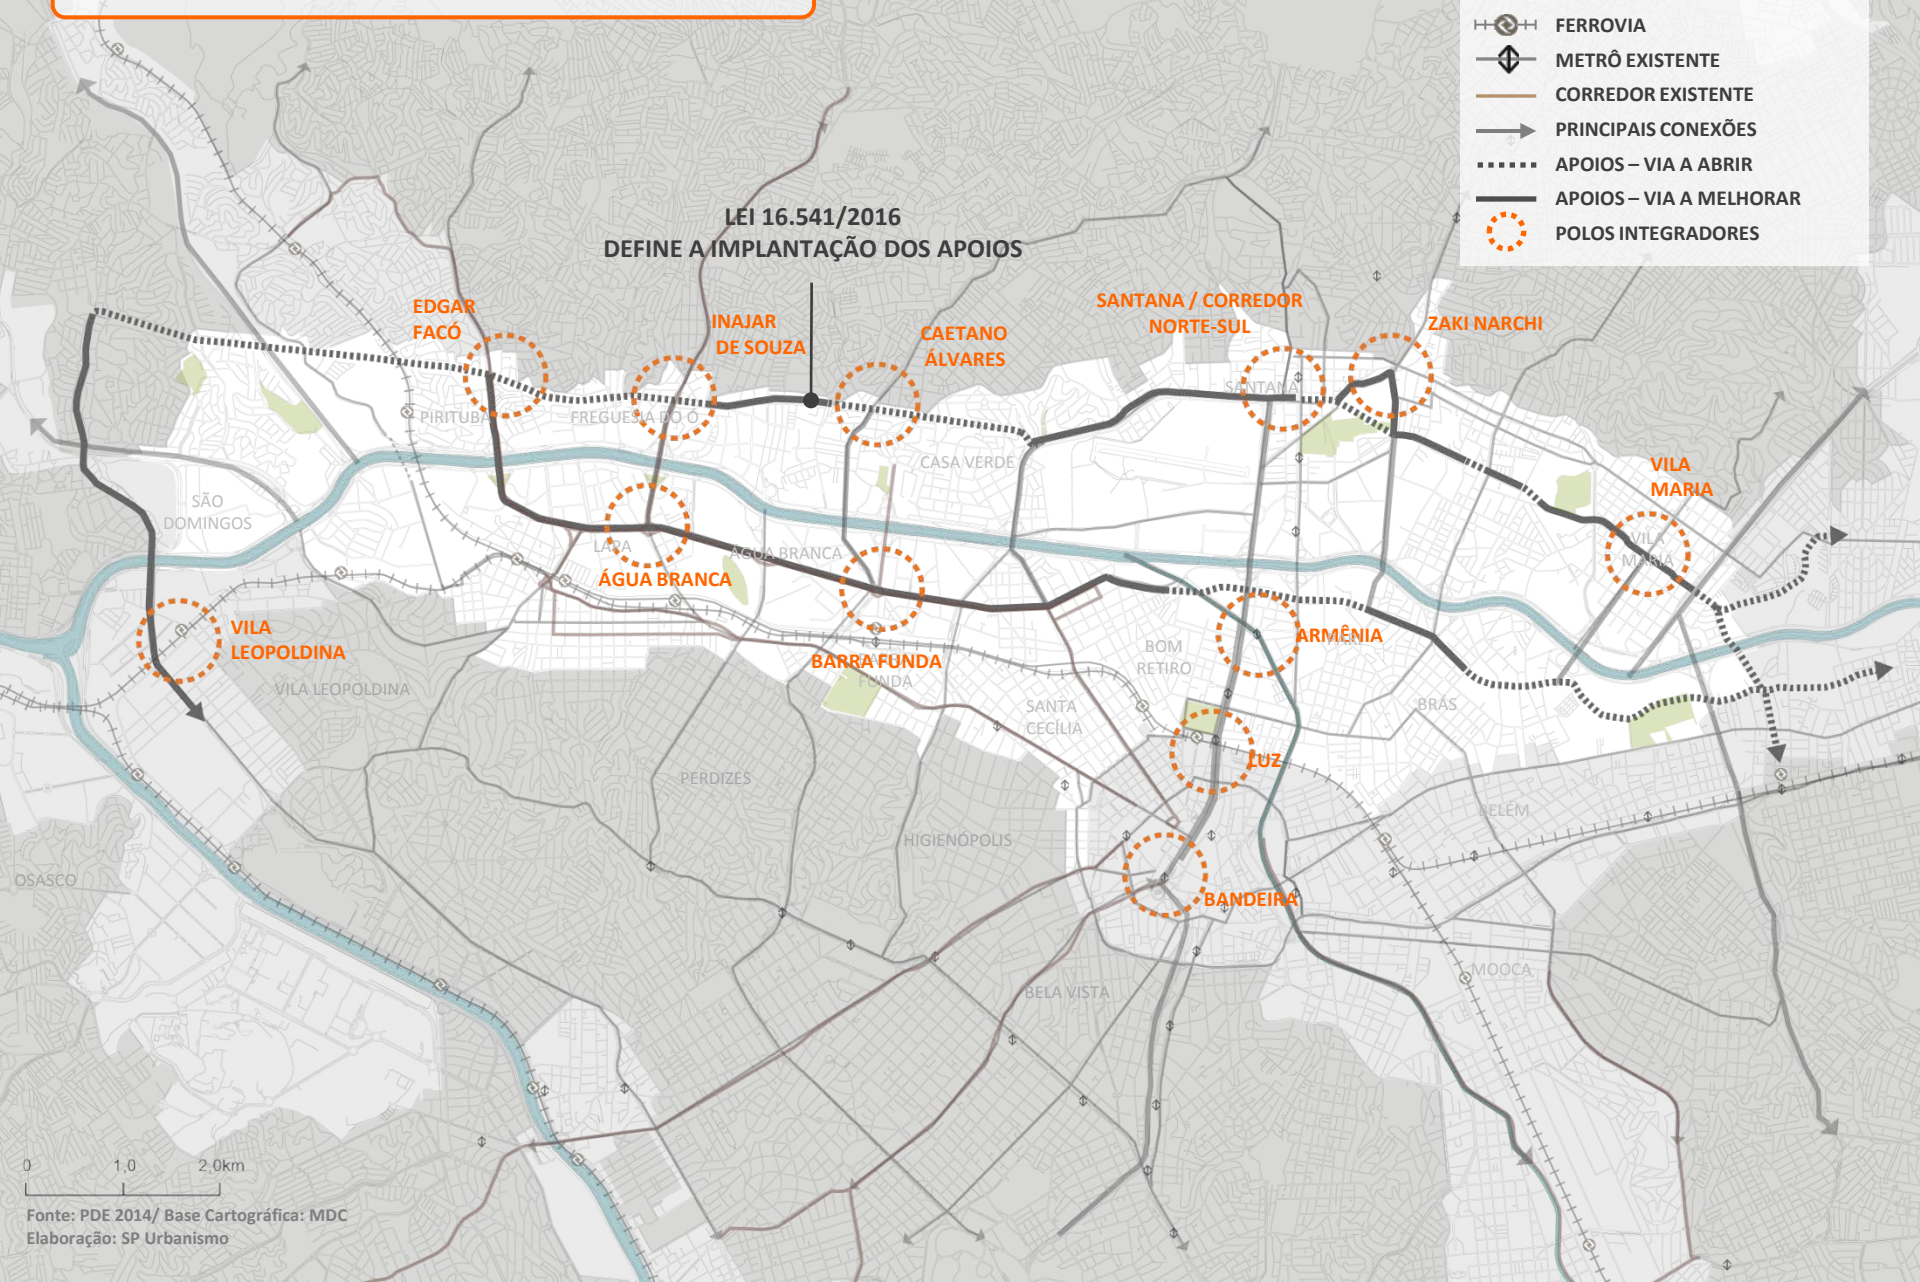 FERROVIA
METRÔ EXISTENTE
CORREDOR EXISTENTE
PRINCIPAIS CONEXÕES
APOIOS – VIA A ABRIR
APOIOS – VIA A MELHORAR
POLOS INTEGRADORES
LEI 16.541/2016
DEFINE A IMPLANTAÇÃO DOS APOIOS
EDGAR
FACÓ
INAJAR
DE SOUZA
CAETANO
ÁLVARES
SANTANA / CORREDOR
NORTE-SUL
ZAKI NARCHI
SANTANA
PIRITUBA
FREGUESIA DO Ó
CASA VERDE
VILA
MARIA
SÃO
DOMINGOS
LAPA
ÁGUA BRANCA
VILA
MARIA
ÁGUA BRANCA
VILA
LEOPOLDINA
BARRA FUNDA
FUNDA
ARMÊNIA
BOM
RETIRO
VILA LEOPOLDINA
SANTA
CECÍLIA
BRÁS
LUZ
PERDIZES
HIGIENÓPOLIS
BELÉM
OSASCO
BANDEIRA
MOOCA
BELA VISTA
0 1,0 2,0km
Fonte: PDE 2014/ Base Cartográfica: MDC
Elaboração: SP Urbanismo